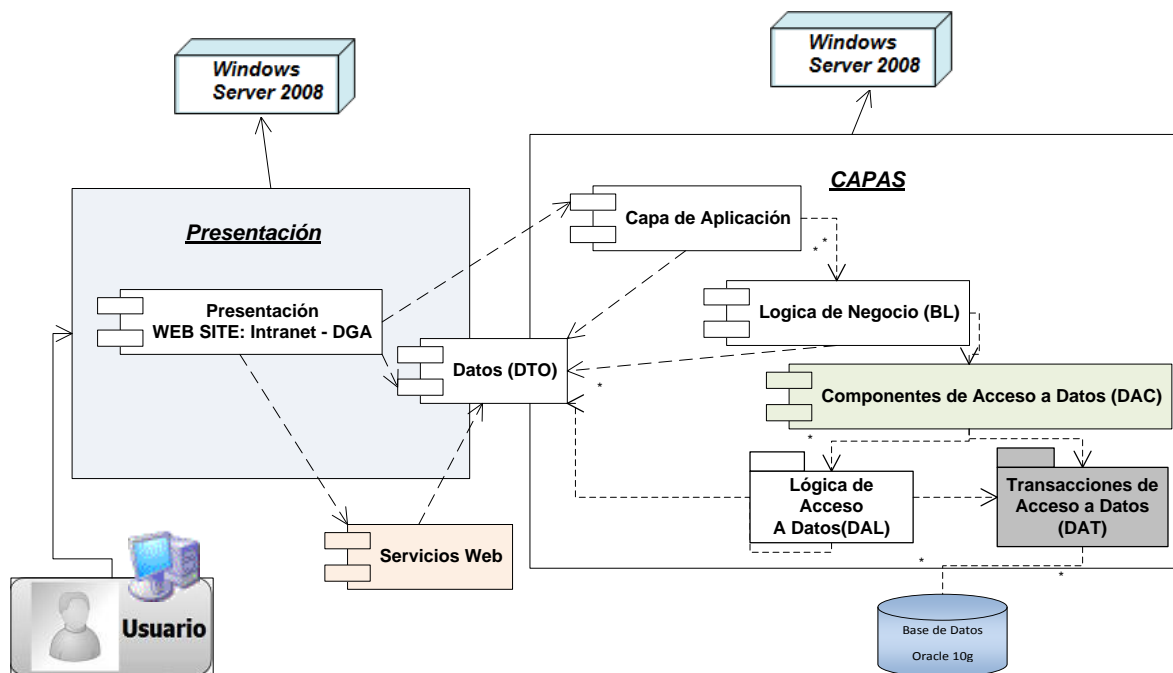 Windows
Server 2008
Windows
Server 2008
CAPAS
Presentación
Capa de Aplicación
*
*
Presentación
WEB SITE: Intranet - DGA
Logica de Negocio (BL)
Datos (DTO)
*
Componentes de Acceso a Datos (DAC)
*
Lógica de
Acceso
A Datos(DAL)
Transacciones de
Acceso a Datos
(DAT)
Servicios Web
*
*
Usuario
Base de Datos
Oracle 10g